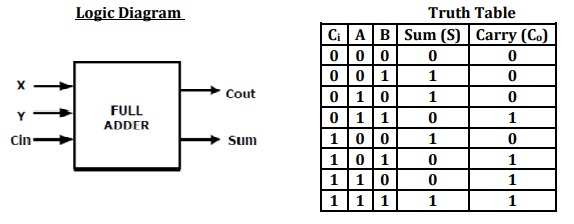 Logic Diagram
X
Y
Cin
FULL
ADDER
Cout
Sum
Truth Table
Ci A B Sum (S) Carry (Co)
0 0 0 0 0
0 0 1 1 0
0 1 0 1 0
0 1 1 0 1
1 0 0 1 0
1 0 1 0 1
1 1 0 0 1
1 1 1 1 1